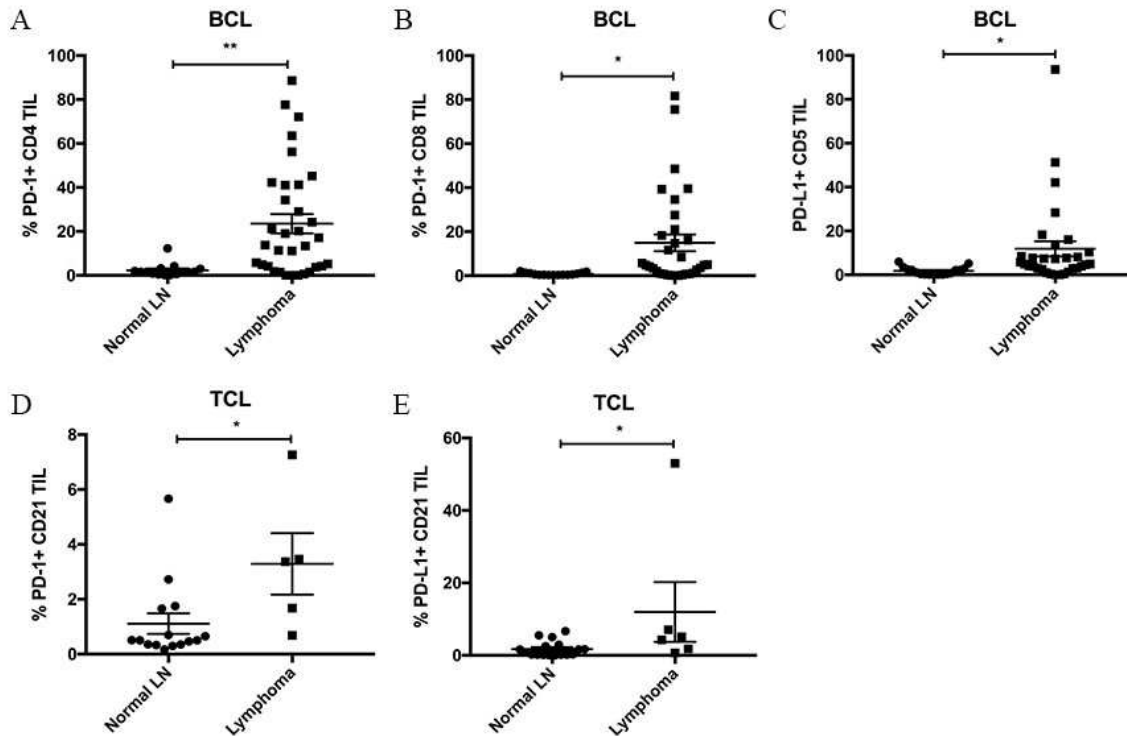 A
BCL
**
% PD-1+ CD4 TIL
100
80
60
40
20
0
Normal LN
Lymphoma
B
BCL
*
% PD-1+ CD8 TIL
100
80
60
40
20
0
Normal LN
Lymphoma
C
BCL
*
PD-L1+ CD5 TIL
100
80
60
40
20
0
Normal LN
Lymphoma
D
TCL
*
% PD-1+ CD21 TIL
8
6
4
2
0
Normal LN
Lymphoma
E
TCL
*
% PD-L1+ CD21 TIL
60
40
20
0
Normal LN
Lymphoma